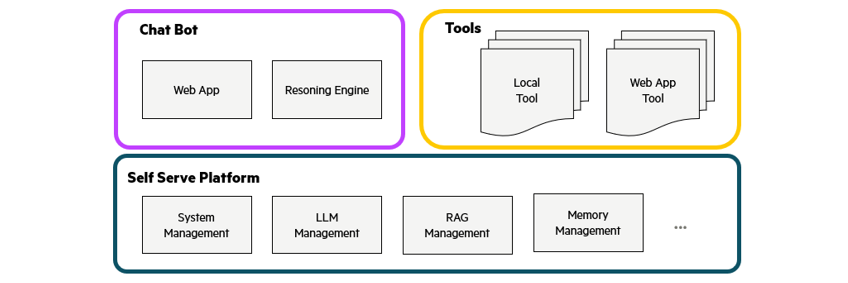 Chat Bot
Web App
Resoning Engine
Tools
Local
Tool
Web App
Tool
Self Serve Platform
System
Management
LLM
Management
RAG
Management
Memory
Management
...